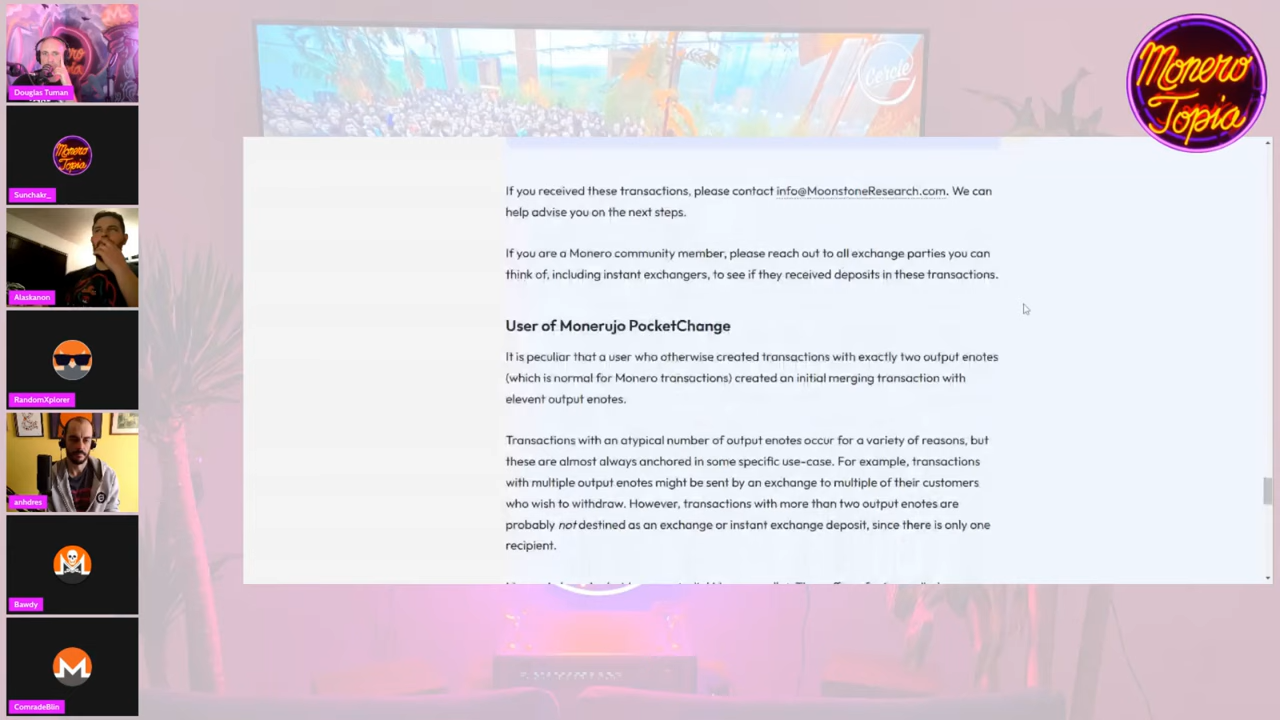 Douglas Tuman
Sunchakr_
Alaskanon
RandomXplorer
anhdres
Bawdy
ComradeBlin
Cercle
Monero
Topia
Monero
Topia
If you received these transactions, please contact info@MoonstoneResearch.com. We can
help advise you on the next steps.
If you are a Monero community member, please reach out to all exchange parties you can
think of, including instant exchangers, to see if they received deposits in these transactions.
User of Monerujo PocketChange
It is peculiar that a user who otherwise created transactions with exactly two output enotes
(which is normal for Monero transactions) created an initial merging transaction with
elevent output enotes.
Transactions with an atypical number of output enotes occur for a variety of reasons, but
these are almost always anchored in some specific use-case. For example, transactions
with multiple output enotes might be sent by an exchange to multiple of their customers
who wish to withdraw. However, transactions with more than two output enotes are
probably not destined as an exchange or instant exchange deposit, since there is only one
recipient.